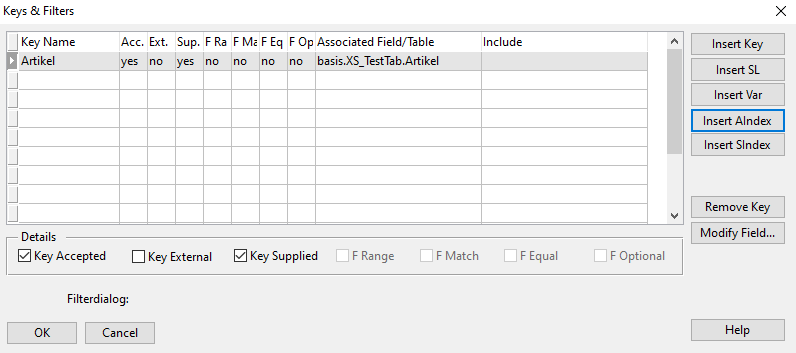 Keys & Filters
Key Name Acc. Ext. Sup. F Ra F Ma F Eq F Op Associated Field/Table Include
Artikel yes no yes no no no no basis.XS_TestTab.Artikel
Insert Key
Insert SL
Insert Var
Insert AIndex
Insert SIndex
Remove Key
Modify Field...
Details
Key Accepted Key External Key Supplied F Range F Match F Equal F Optional
Filterdialog:
OK Cancel Help